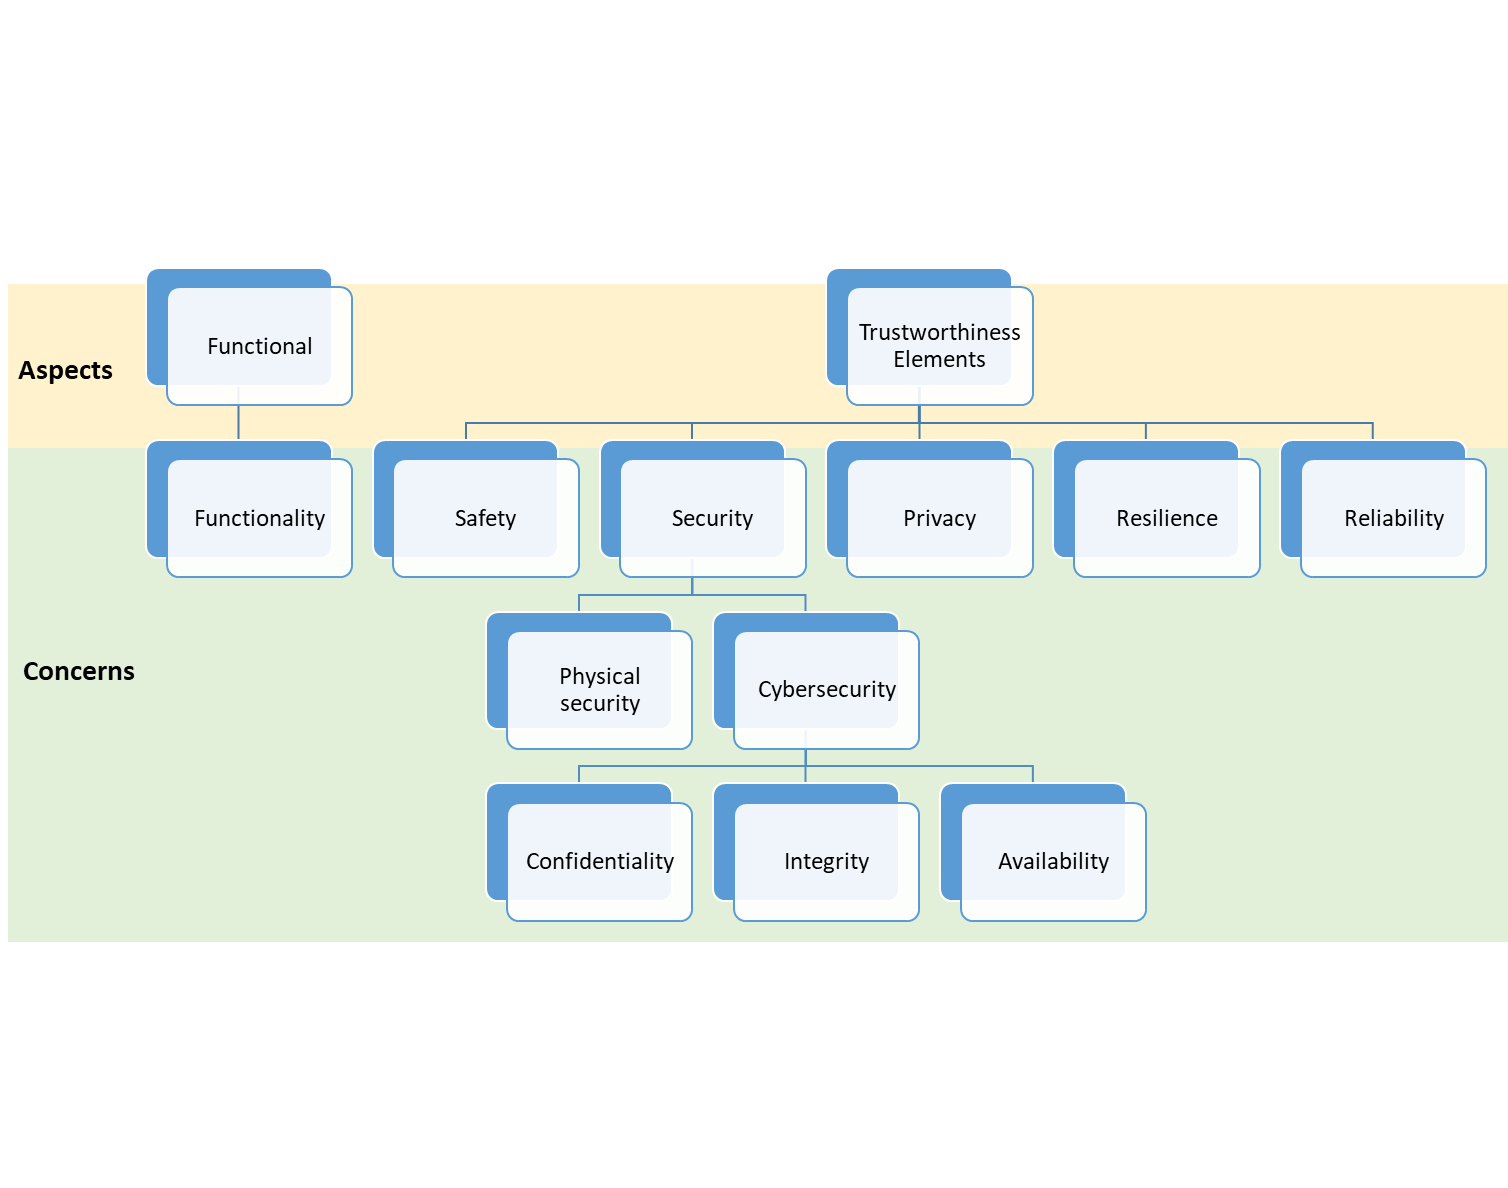 Functional
Trustworthiness
Elements
Aspects
Functionality
Safety
Security
Privacy
Resilience
Reliability
Concerns
Physical
security
Cybersecurity
Confidentiality
Integrity
Availability